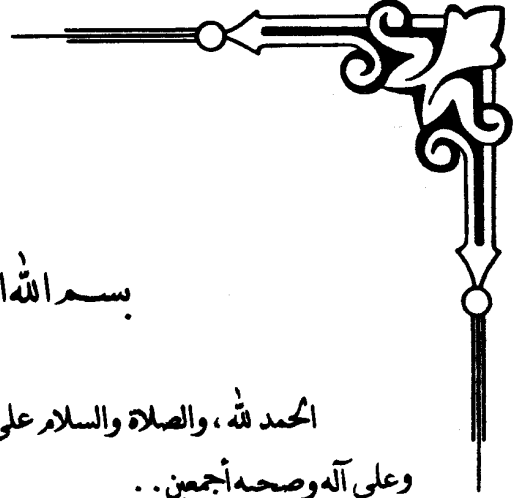 بسم الله ا
الحمد لله ، والصلاة والسلام على
وعلى آله وصحبه أجمعين . .